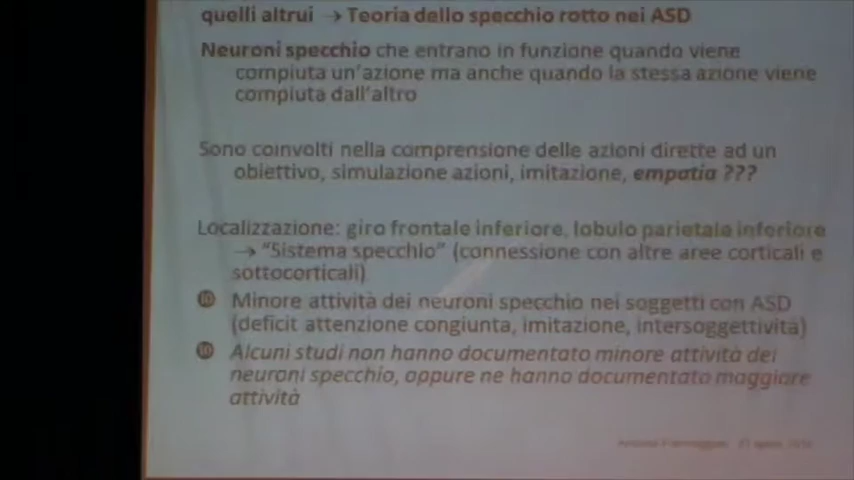 quelli altrui → Teoria dello specchio rotto nei ASD
Neuroni specchio che entrano in funzione quando viene
compiuta un'azione ma anche quando la stessa azione viene
compiuta dall'altro
Sono coinvolti nella comprensione delle azioni dirette ad un
obiettivo, simulazione azioni, imitazione, empatia ???
Localizzazione: giro frontale inferiore, lobulo parietale inferiore
→ "Sistema specchio" (connessione con altre aree corticali e
sottocorticali)
Minore attività dei neuroni specchio nei soggetti con ASD
(deficit attenzione congiunta, imitazione, intersoggettività)
Alcuni studi non hanno documentato minore attività dei
neuroni specchio, oppure ne hanno documentato maggiore
attività